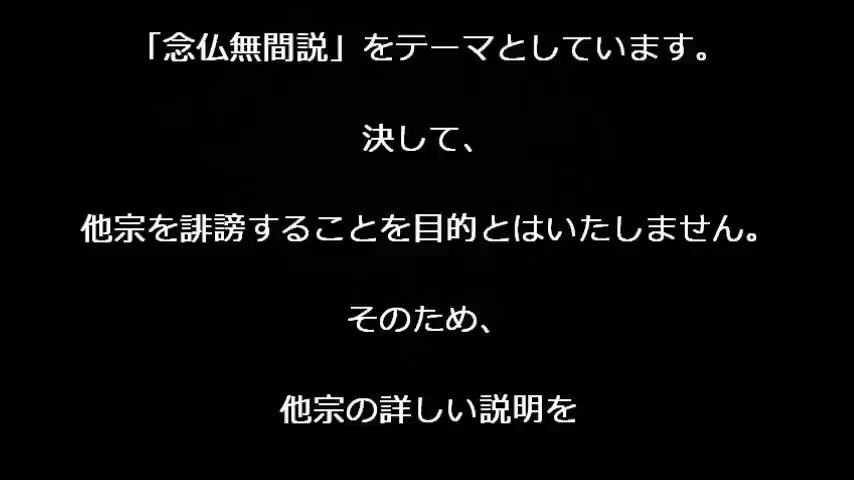 「念仏無間説」をテーマとしています。
決して、
他宗を誹謗することを目的とはいたしません。
そのため、
他宗の詳しい説明を